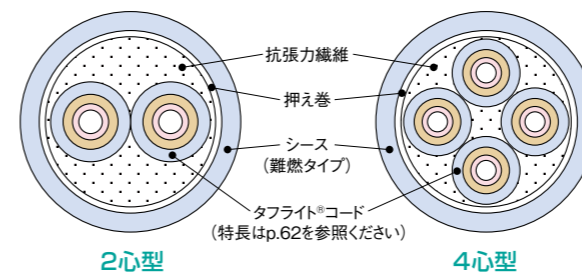 抗張力繊維
押え巻
シース
(難燃タイプ)
タフライト®コード
(特長はp.62を参照ください)
2心型
4心型